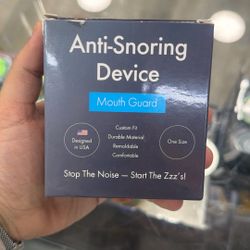 Anti-Snoring
Device
Mouth Guard
Custom Fit
Durable Material
Remoldable
Comfortable
Designed
in USA
One Size
Stop The Noise — Start The Zzz's!